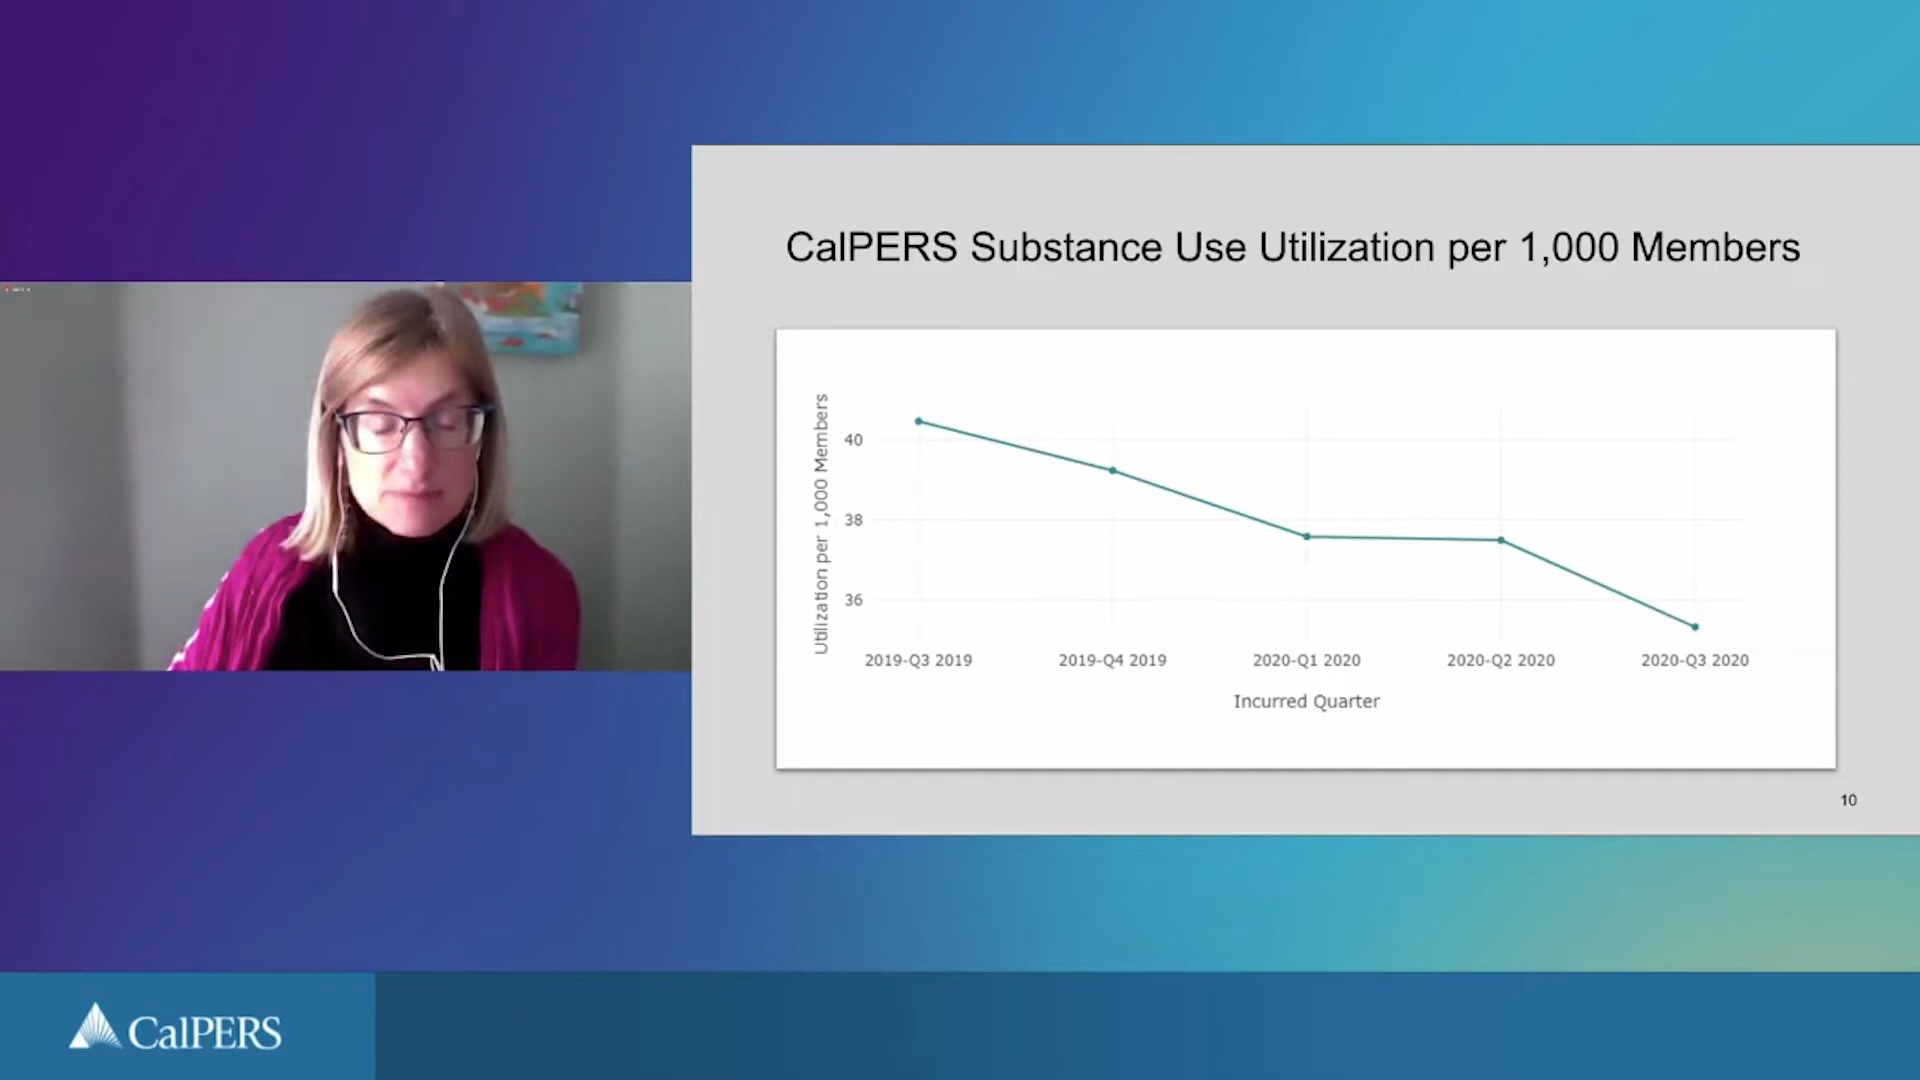 CalPERS Substance Use Utilization per 1,000 Members
Utilization per 1,000 Members
40
38
36
2019-Q3 2019
2019-Q4 2019
2020-Q1 2020
2020-Q2 2020
2020-Q3 2020
Incurred Quarter
10
CalPERS